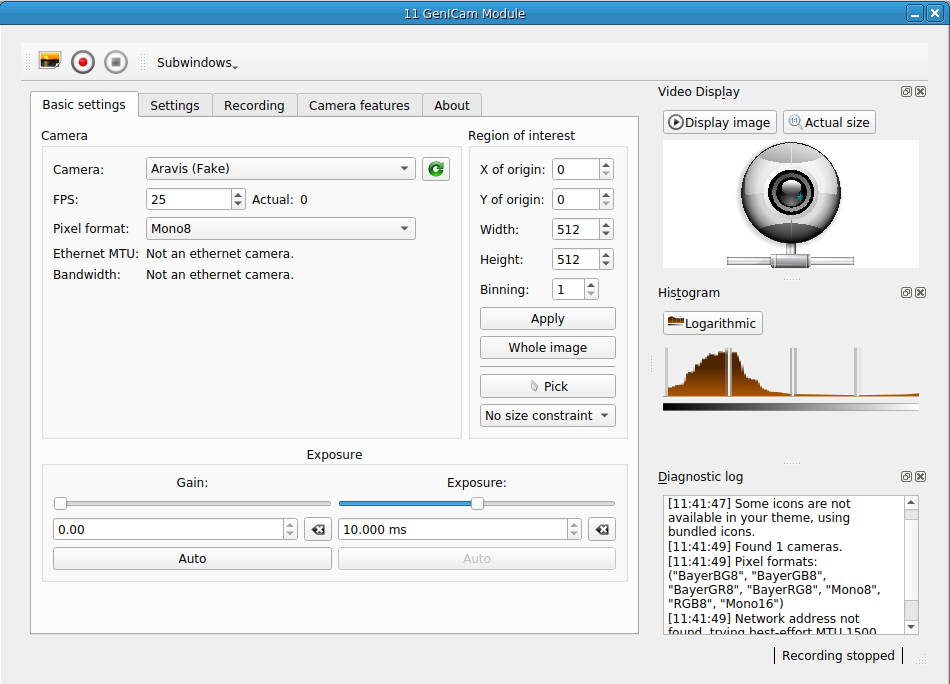 11 GenICam Module
Subwindows
Basic settings
Settings
Recording
Camera features
About
Camera
Camera:
Aravis (Fake)
FPS:
25
Actual: 0
Pixel format:
Mono8
Ethernet MTU: Not an ethernet camera.
Bandwidth: Not an ethernet camera.
Region of interest
X of origin:
0
Y of origin:
0
Width:
512
Height:
512
Binning:
1
Apply
Whole image
Pick
No size constraint
Exposure
Gain:
0.00
Auto
Exposure:
10.000 ms
Auto
Video Display
Display image
Actual size
Histogram
Logarithmic
Diagnostic log
[11:41:47] Some icons are not
available in your theme, using
bundled icons.
[11:41:49] Found 1 cameras.
[11:41:49] Pixel formats:
("BayerBG8", "BayerGB8",
"BayerGR8", "BayerRG8", "Mono8",
"RGB8", "Mono16")
[11:41:49] Network address not
found, trying best-effort MTU 1500
Recording stopped